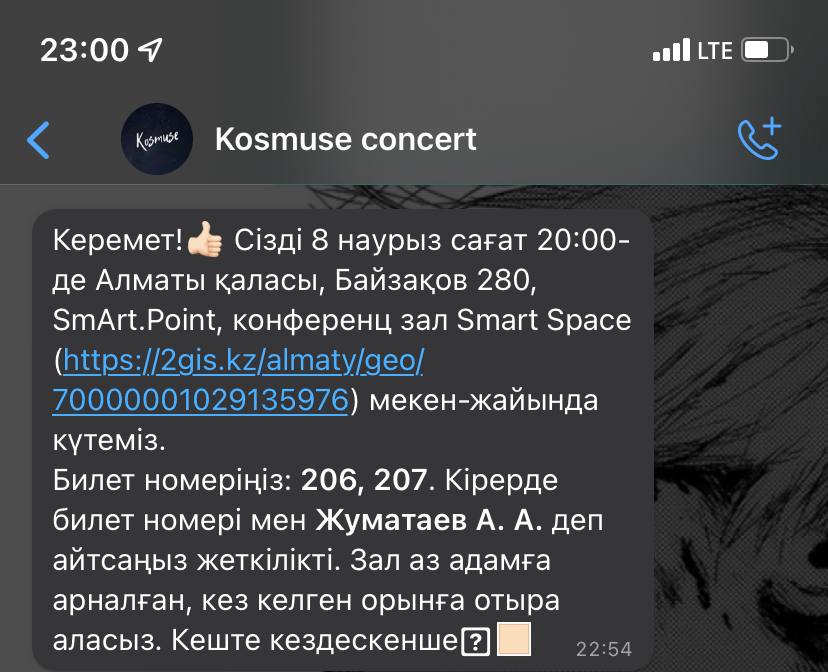 23:00
LTE
Kosmuse
Kosmuse concert
Керемет!👍🏻 Сізді 8 наурыз сағат 20:00-
де Алматы қаласы, Байзақов 280,
SmArt.Point, конференц зал Smart Space
(https://2gis.kz/almaty/geo/
70000001029135976) мекен-жайында
күтеміз.
Билет номеріңіз: 206, 207. Кірерде
билет номері мен Жуматаев А. А. деп
айтсаңыз жеткілікті. Зал аз адамға
арналған, кез келген орынға отыра
аласыз. Кеште кездескенше
22:54